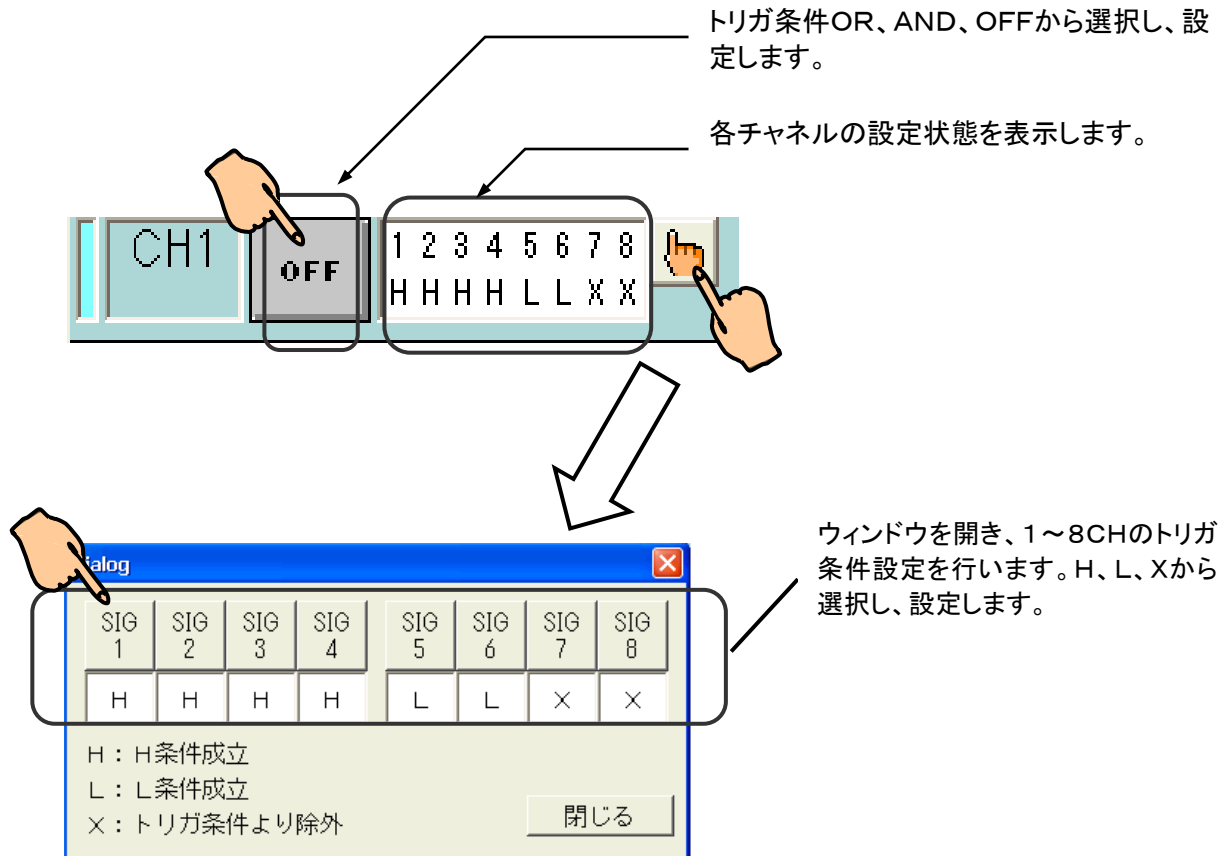 トリガ条件OR、AND、OFFから選択し、設
定します。
各チャネルの設定状態を表示します。
CH1
OFF
1 2 3 4 5 6 7 8
H H H H L L X X
ウィンドウを開き、1～8CHのトリガ
条件設定を行います。H、L、Xから
選択し、設定します。
ialog
SIG 1 SIG 2 SIG 3 SIG 4 SIG 5 SIG 6 SIG 7 SIG 8
H H H H L L X X
H：H条件成立
L：L条件成立
X：トリガ条件より除外
閉じる